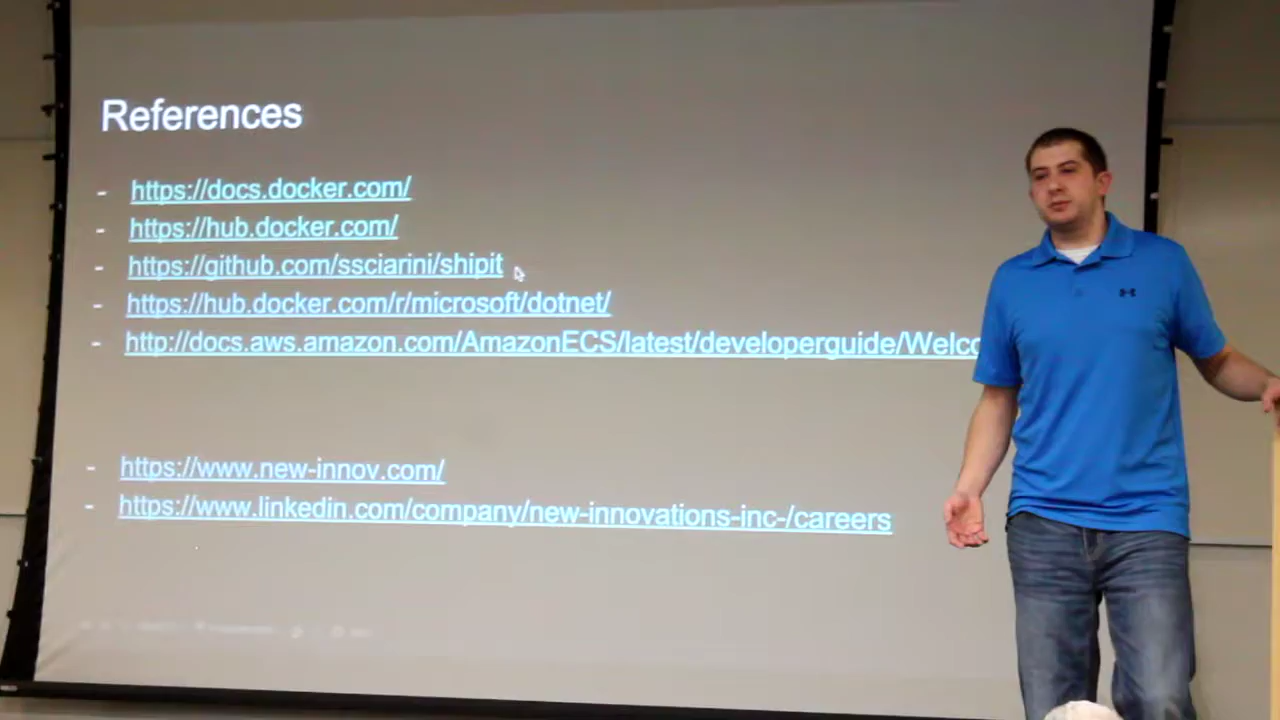 References
- https://docs.docker.com/
- https://hub.docker.com/
- https://github.com/ssciarini/shipit
- https://hub.docker.com/r/microsoft/dotnet/
- http://docs.aws.amazon.com/AmazonECS/latest/developerguide/Welco
- https://www.new-innov.com/
- https://www.linkedin.com/company/new-innovations-inc-/careers